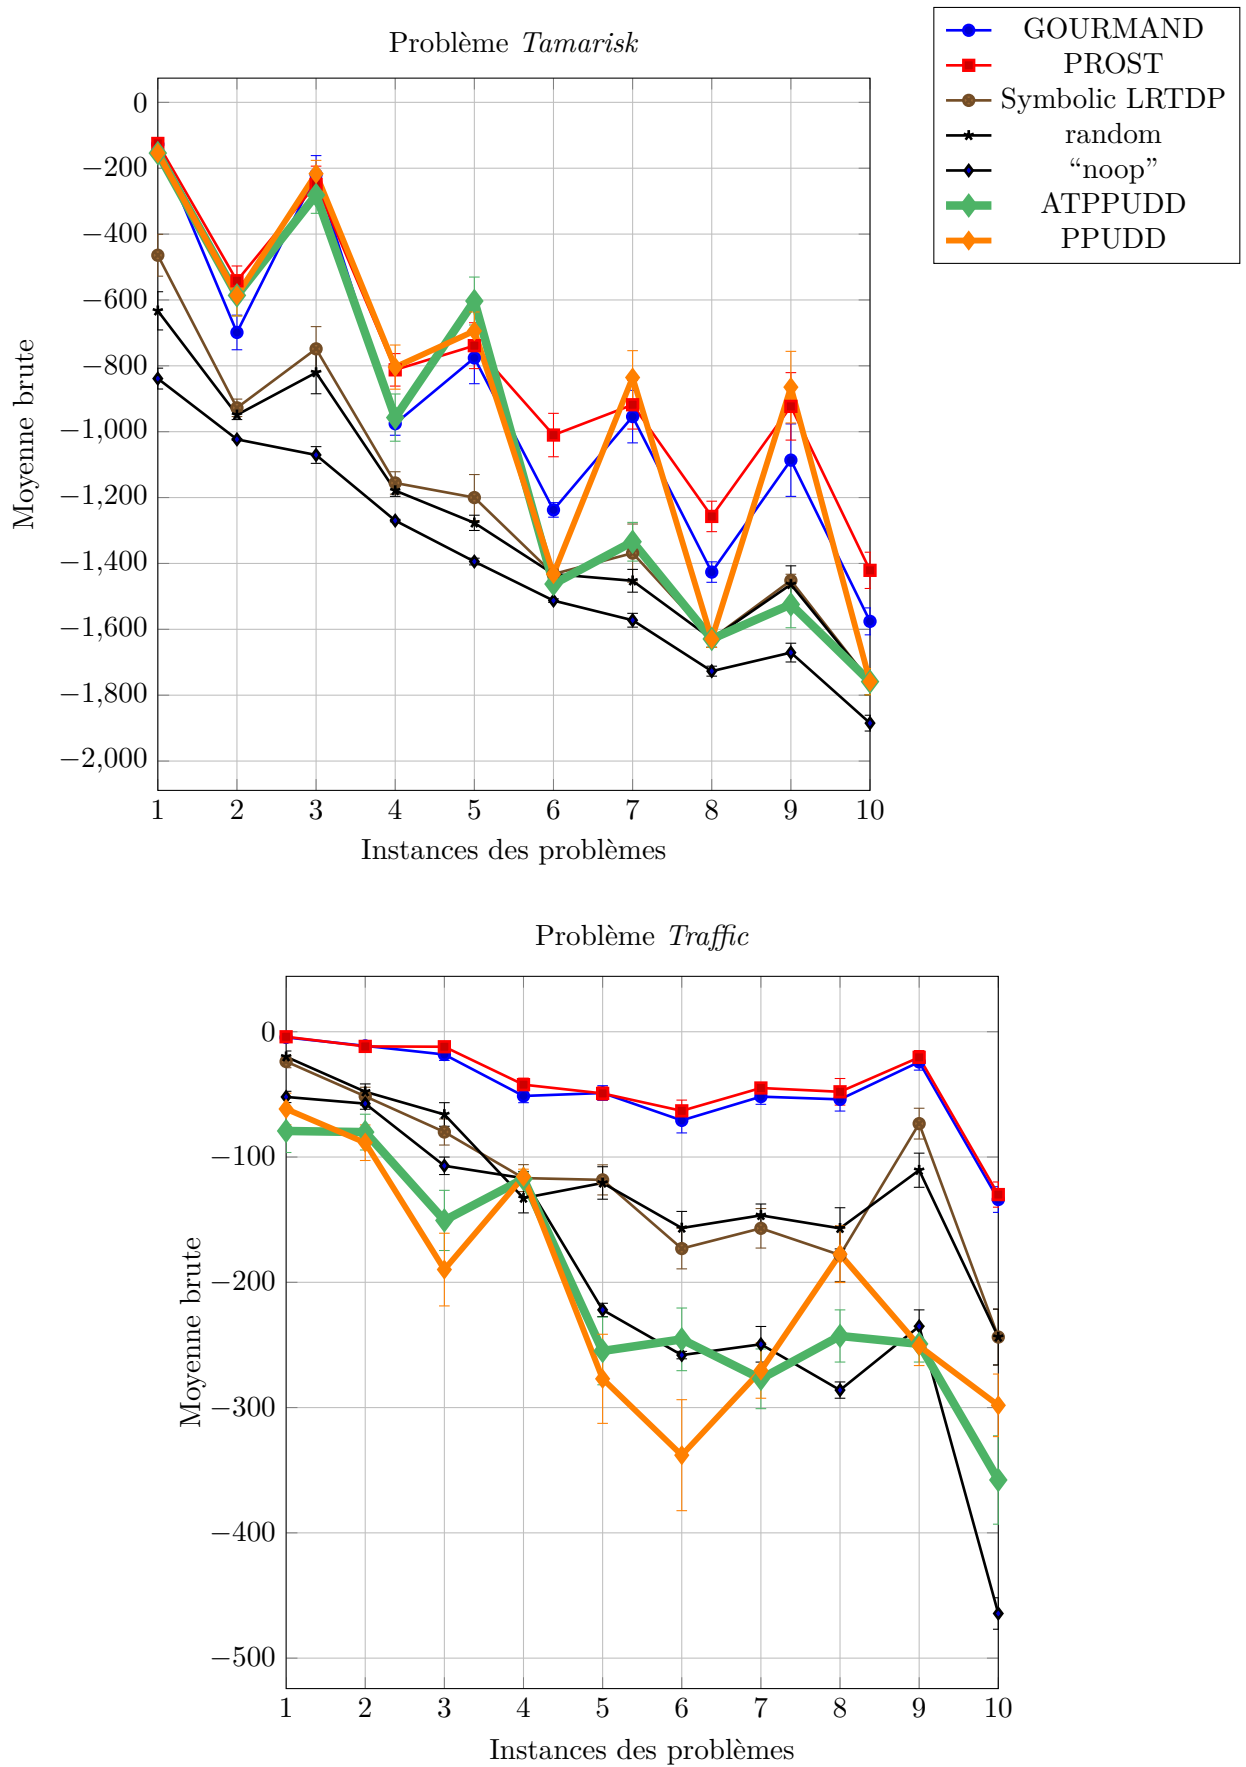 Problème Tamarisk
GOURMAND
PROST
Symbolic LRTDP
random
“noop”
ATPPUDD
PPUDD
Moyenne brute
0
−200
−400
−600
−800
−1,000
−1,200
−1,400
−1,600
−1,800
−2,000
1 2 3 4 5 6 7 8 9 10
Instances des problèmes
Problème Traffic
Moyenne brute
0
−100
−200
−300
−400
−500
1 2 3 4 5 6 7 8 9 10
Instances des problèmes